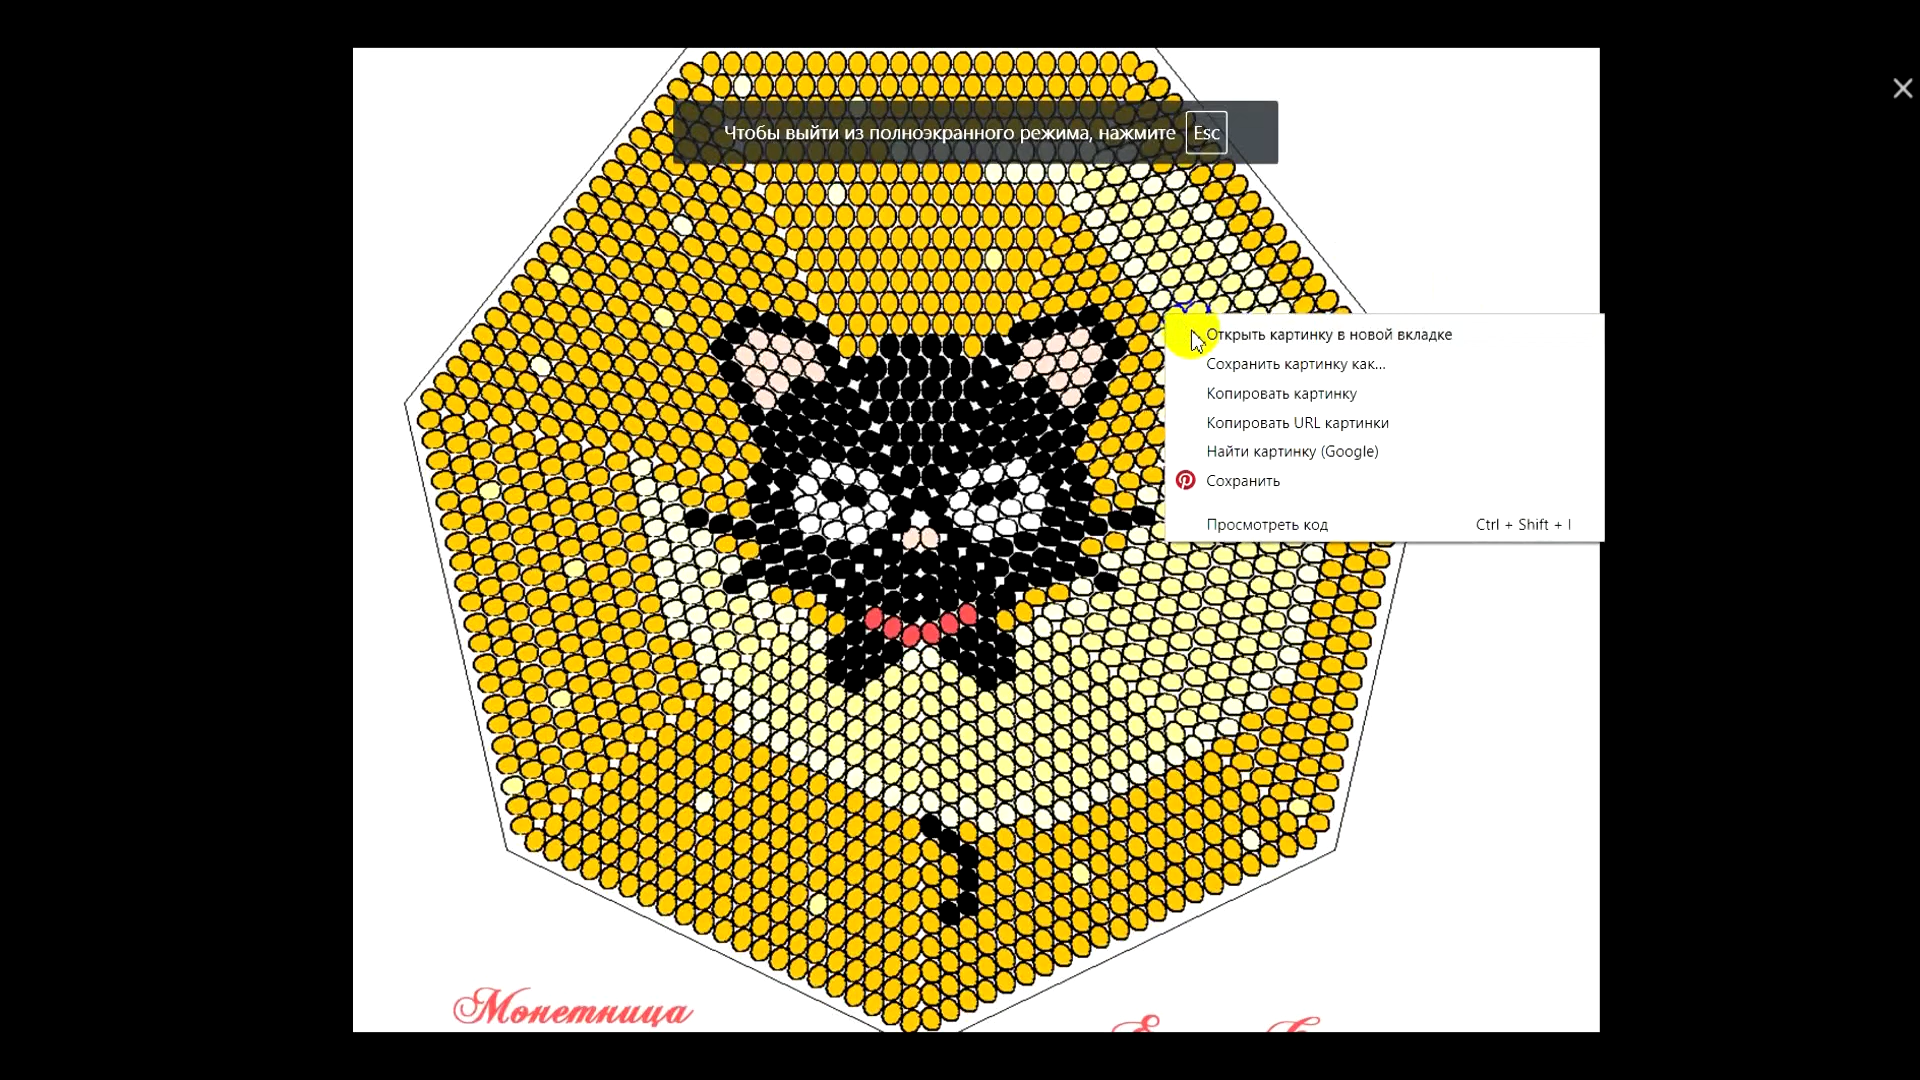 Чтобы выйти из полноэкранного режима, нажмите Esc
Открыть картинку в новой вкладке
Сохранить картинку как...
Копировать картинку
Копировать URL картинки
Найти картинку (Google)
Сохранить
Просмотреть код Ctrl + Shift + I
Монетница